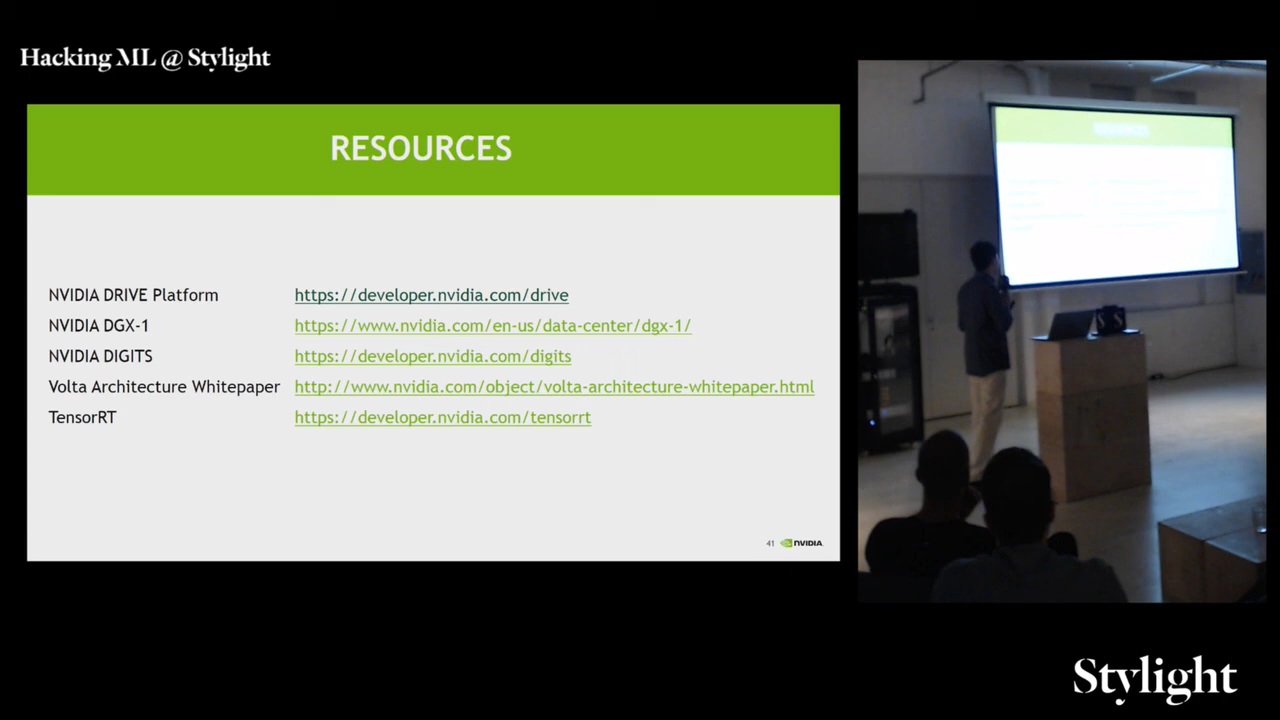 Hacking ML @ Stylight
RESOURCES
NVIDIA DRIVE Platform https://developer.nvidia.com/drive
NVIDIA DGX-1 https://www.nvidia.com/en-us/data-center/dgx-1/
NVIDIA DIGITS https://developer.nvidia.com/digits
Volta Architecture Whitepaper http://www.nvidia.com/object/volta-architecture-whitepaper.html
TensorRT https://developer.nvidia.com/tensorrt
41 NVIDIA
Stylight